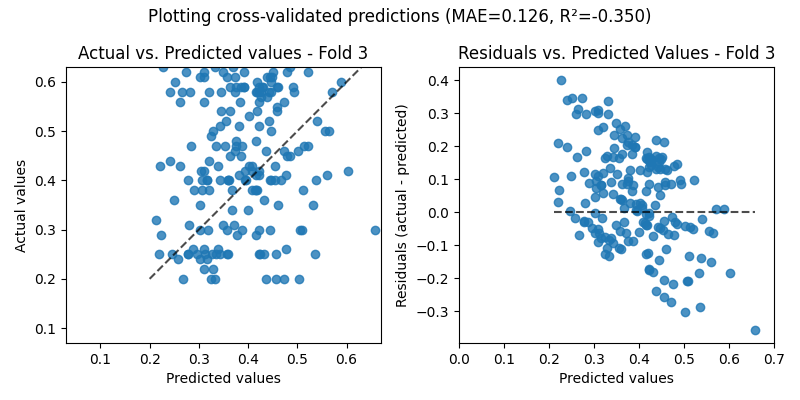 Plotting cross-validated predictions (MAE=0.126, R²=-0.350)
Actual vs. Predicted values - Fold 3
Actual values
0.6
0.5
0.4
0.3
0.2
0.1
0.1 0.2 0.3 0.4 0.5 0.6
Predicted values
Residuals vs. Predicted Values - Fold 3
Residuals (actual - predicted)
0.4
0.3
0.2
0.1
0.0
−0.1
−0.2
−0.3
0.0 0.1 0.2 0.3 0.4 0.5 0.6 0.7
Predicted values